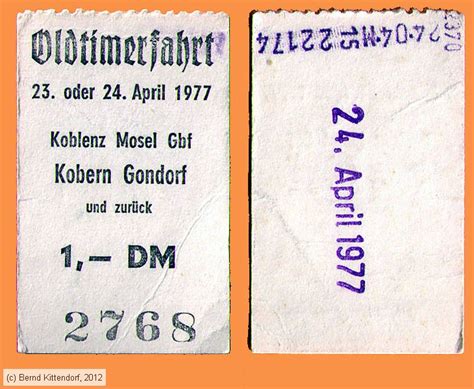 Oldtimerfahrt
23. oder 24. April 1977
Koblenz Mosel Gbf
Kobern Gondorf
und zurück
1,— DM
2768
24. April 1977
(c) Bernd Kittendorf, 2012